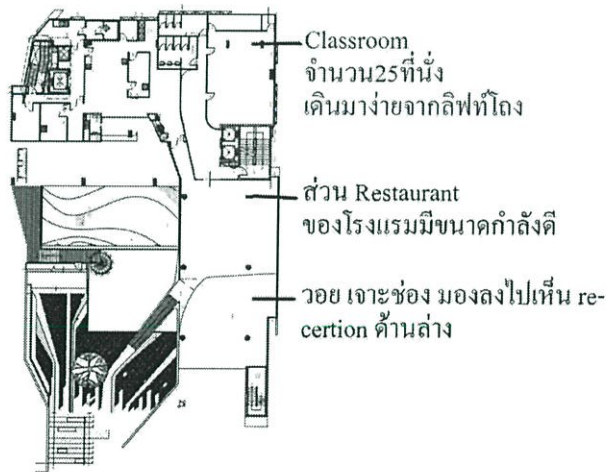 Classroom
จำนวน25ที่นั่ง
เดินมาง่ายจากลิฟท์โถง
ส่วน Restaurant
ของโรงแรมมีขนาดกำลังดี
วอย เจาะช่อง มองลงไปเห็น re-
certion ด้านล่าง